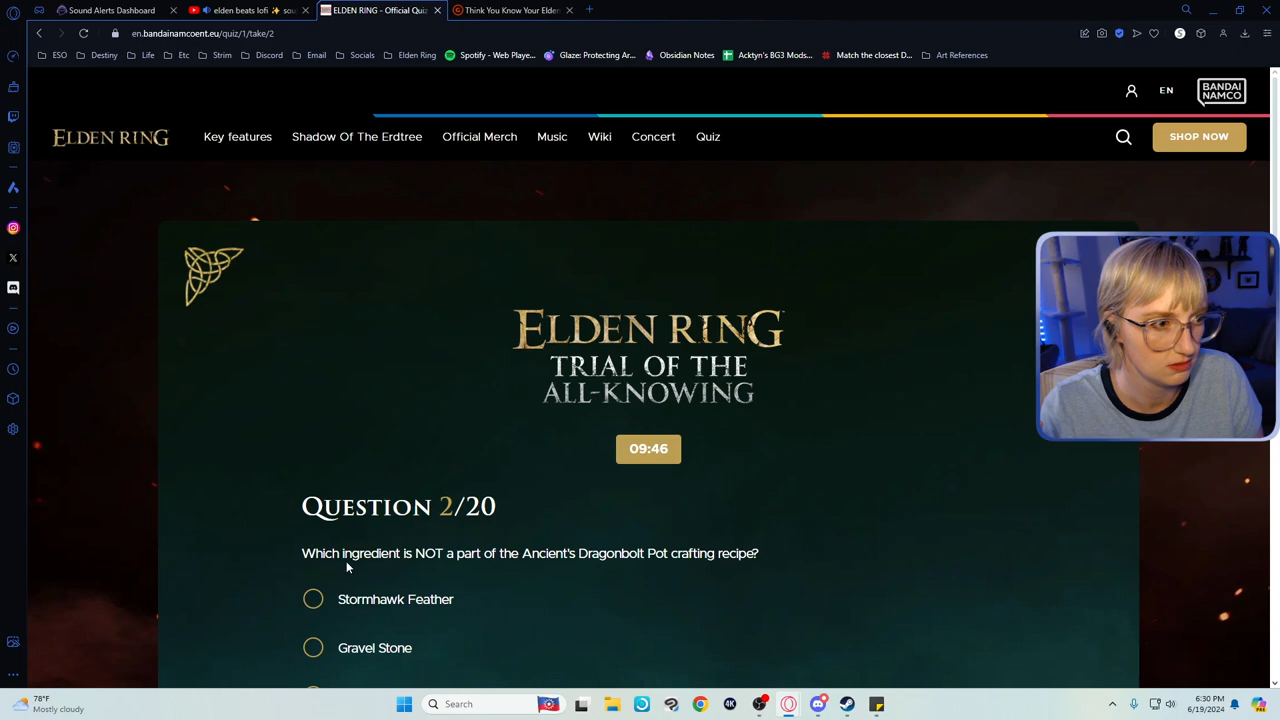 Sound Alerts Dashboard
elden beats lofi ✨ sou
ELDEN RING - Official Quiz
Think You Know Your Elden
en.bandainamcoent.eu/quiz/1/take/2
ESO
Destiny
Life
Etc
Strim
Discord
Email
Socials
Elden Ring
Spotify - Web Playe...
Glaze: Protecting Ar...
Obsidian Notes
Acktyn's BG3 Mods...
Match the closest D...
Art References
EN
BANDAI
NAMCO
ELDEN RING
Key features
Shadow Of The Erdtree
Official Merch
Music
Wiki
Concert
Quiz
SHOP NOW
ELDEN RING
TRIAL OF THE
ALL-KNOWING
09:46
QUESTION 2/20
Which ingredient is NOT a part of the Ancient's Dragonbolt Pot crafting recipe?
Stormhawk Feather
Gravel Stone
78°F
Mostly cloudy
Search
4K
6:30 PM
6/19/2024